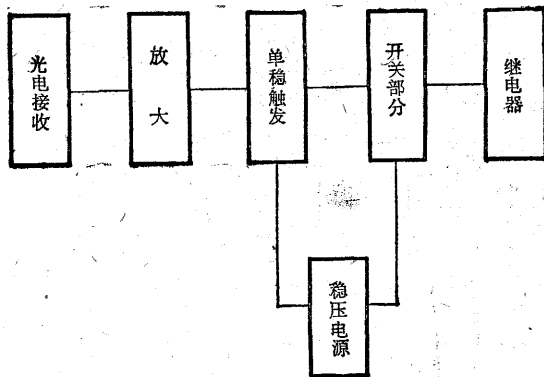 光电接收
放大
单稳触发
开关部分
继电器
稳压电源